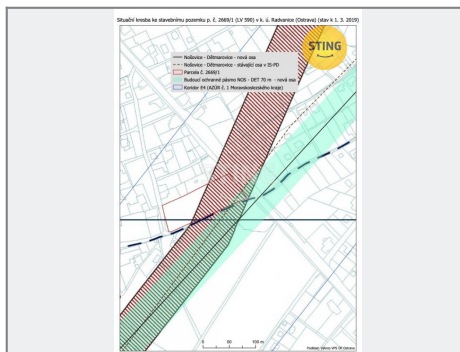 Situační kresba ke stavebnímu pozemku p. č. 2669/1 (LV 590) v k. ú. Radvanice (Ostrava) (stav k 1. 3. 2019)
STING
Nošovice - Dětmarovice - nová osa
Nošovice - Dětmarovice - stávající osa v IS-PD
Parcela č. 2669/1
Budoucí ochranné pásmo NOS - DET 70 m - nová osa
Koridor E4 (AZÚR č. 1 Moravskoslezského kraje)
0 50 100 m